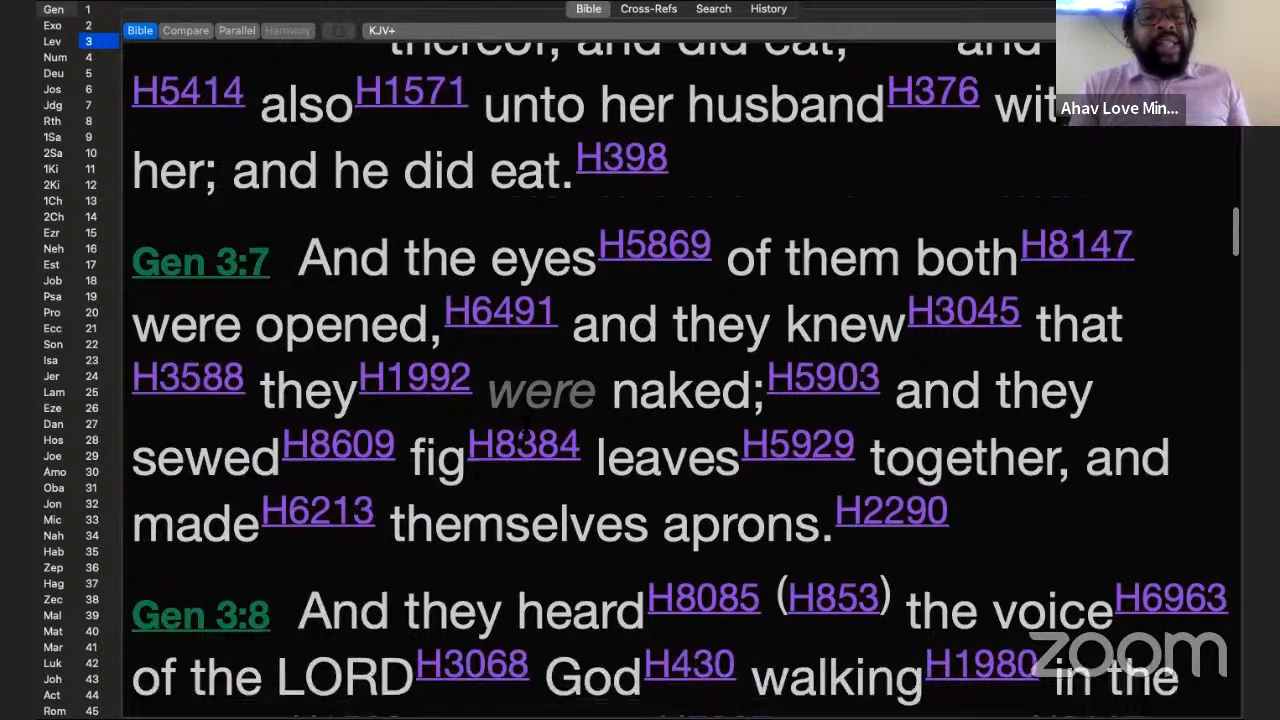 Bible Cross-Refs Search History
Bible Compare Parallel Harmony KJV+
Gen 1
Exo 2
Lev 3
Num 4
Deu 5
Jos 6
Jdg 7
Rth 8
1Sa 9
2Sa 10
1Ki 11
2Ki 12
1Ch 13
2Ch 14
Ezr 15
Neh 16
Est 17
Job 18
Psa 19
Pro 20
Ecc 21
Son 22
Isa 23
Jer 24
Lam 25
Eze 26
Dan 27
Hos 28
Joe 29
Amo 30
Oba 31
Jon 32
Mic 33
Nah 34
Hab 35
Zep 36
Hag 37
Zec 38
Mal 39
Mat 40
Mar 41
Luk 42
Joh 43
Act 44
Rom 45
thereof, and did eat, and
H5414 also H1571 unto her husband H376 wit
her; and he did eat. H398
Gen 3:7 And the eyes H5869 of them both H8147
were opened, H6491 and they knew H3045 that
H3588 they H1992 were naked; H5903 and they
sewed H8609 fig H8384 leaves H5929 together, and
made H6213 themselves aprons. H2290
Gen 3:8 And they heard H8085 (H853) the voice H6963
of the LORD H3068 God H430 walking H1980 in the
Ahav Love Min...
zoom